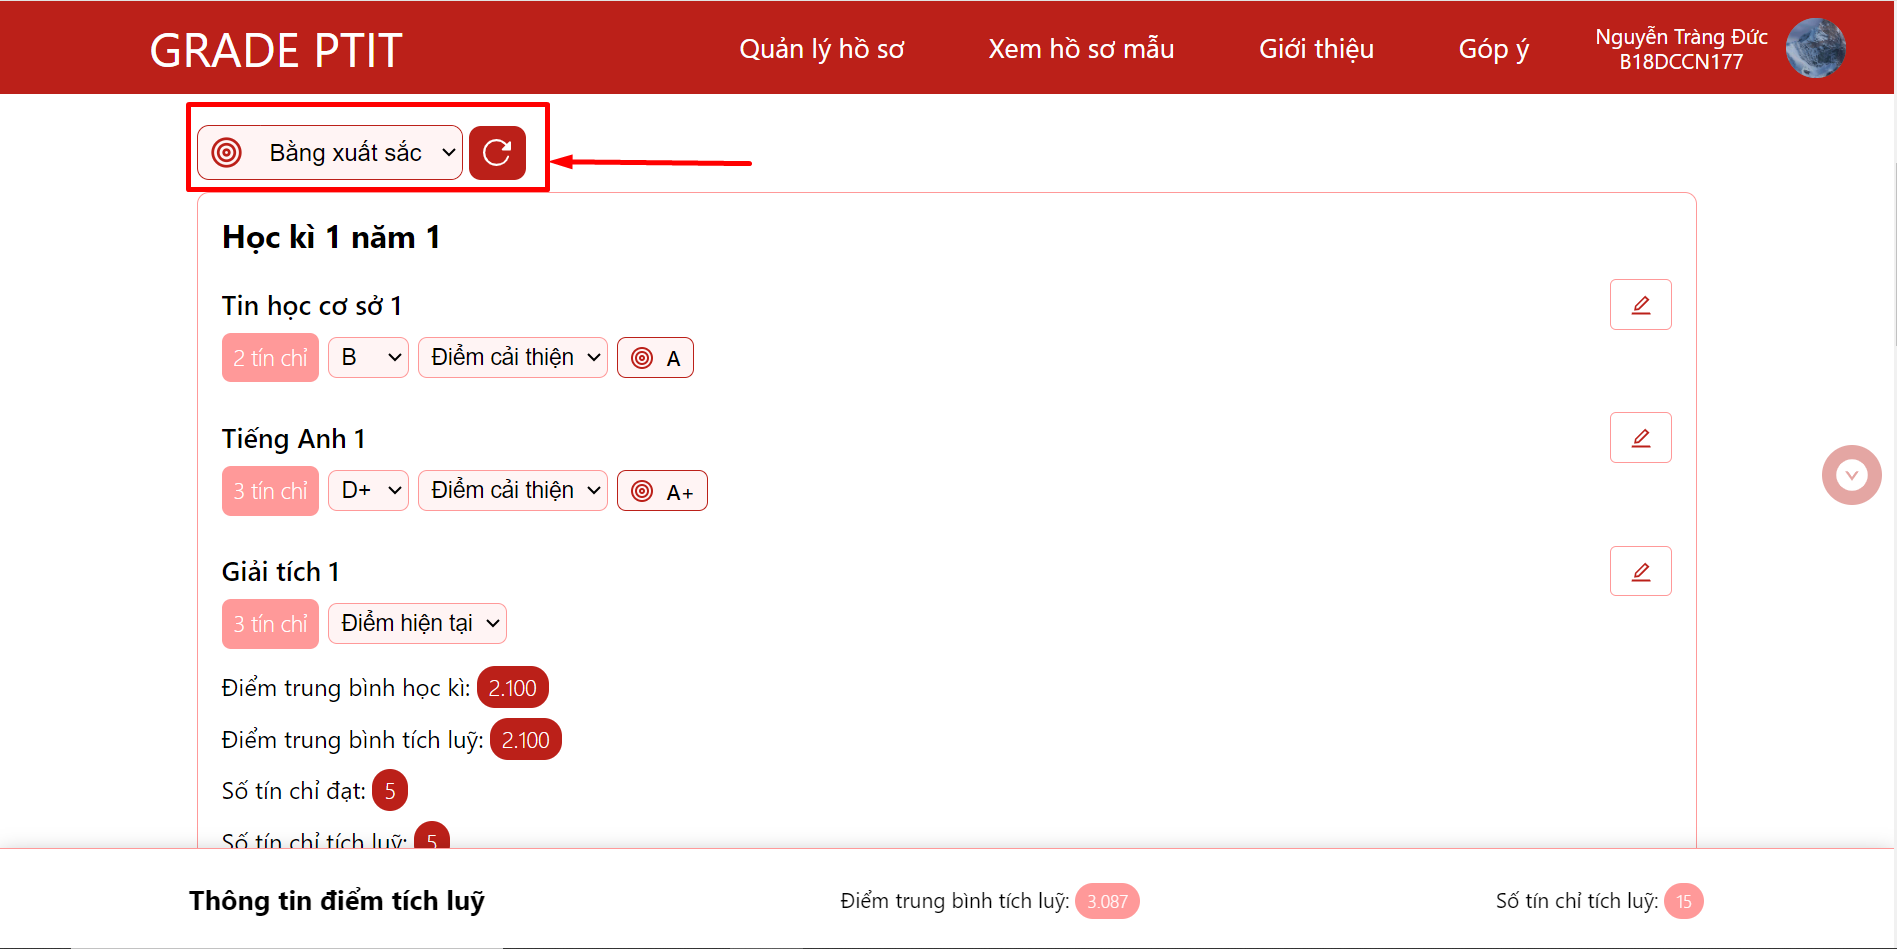 GRADE PTIT
Quản lý hồ sơ
Xem hồ sơ mẫu
Giới thiệu
Góp ý
Nguyễn Tràng Đức
B18DCCN177
Bằng xuất sắc
Học kì 1 năm 1
Tin học cơ sở 1
2 tín chỉ B Điểm cải thiện A
Tiếng Anh 1
3 tín chỉ D+ Điểm cải thiện A+
Giải tích 1
3 tín chỉ Điểm hiện tại
Điểm trung bình học kì: 2.100
Điểm trung bình tích luỹ: 2.100
Số tín chỉ đạt: 5
Số tín chỉ tích luỹ: 5
Thông tin điểm tích luỹ
Điểm trung bình tích luỹ: 3.087
Số tín chỉ tích luỹ: 15